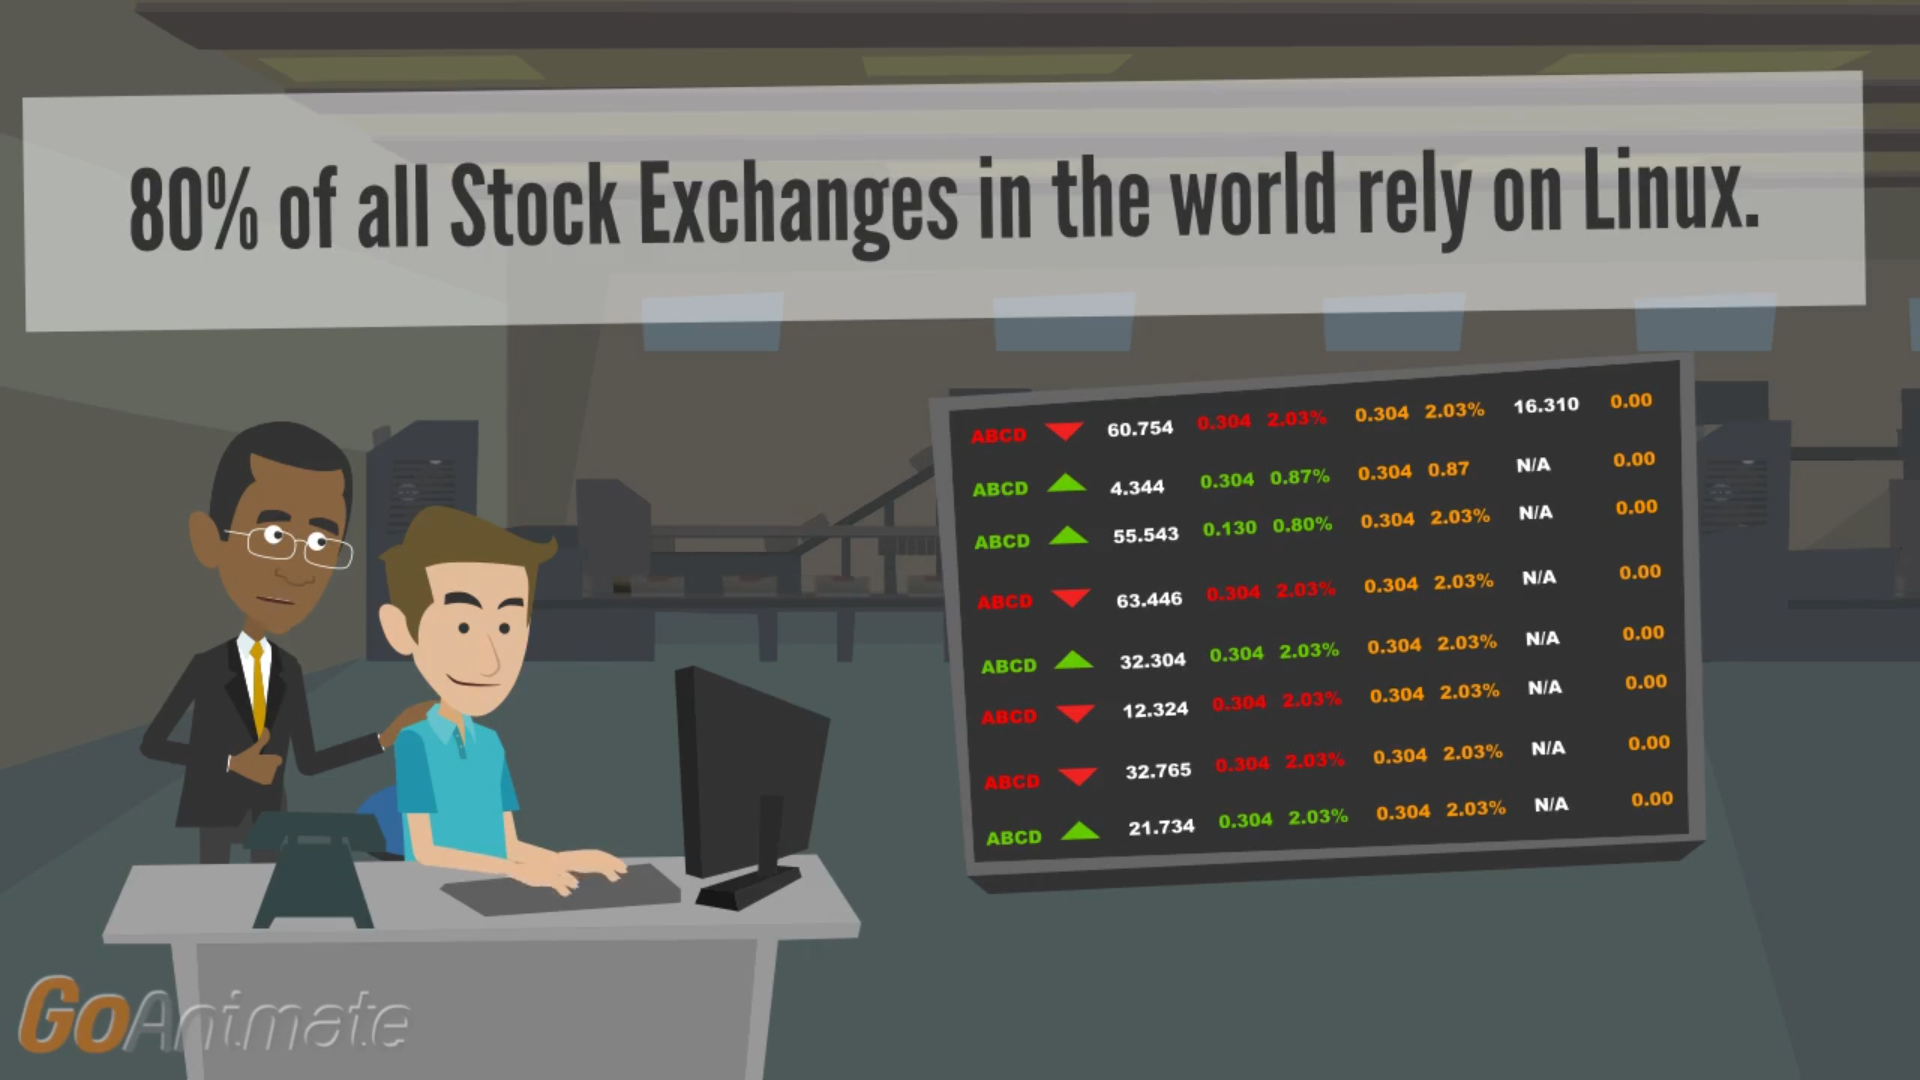 80% of all Stock Exchanges in the world rely on Linux.
ABCD 60.754 0.304 2.03% 0.304 2.03% 16.310 0.00
ABCD 4.344 0.304 0.87% 0.304 0.87 N/A 0.00
ABCD 55.543 0.130 0.80% 0.304 2.03% N/A 0.00
ABCD 63.446 0.304 2.03% 0.304 2.03% N/A 0.00
ABCD 32.304 0.304 2.03% 0.304 2.03% N/A 0.00
ABCD 12.324 0.304 2.03% 0.304 2.03% N/A 0.00
ABCD 32.765 0.304 2.03% 0.304 2.03% N/A 0.00
ABCD 21.734 0.304 2.03% 0.304 2.03% N/A 0.00
GoAnimate